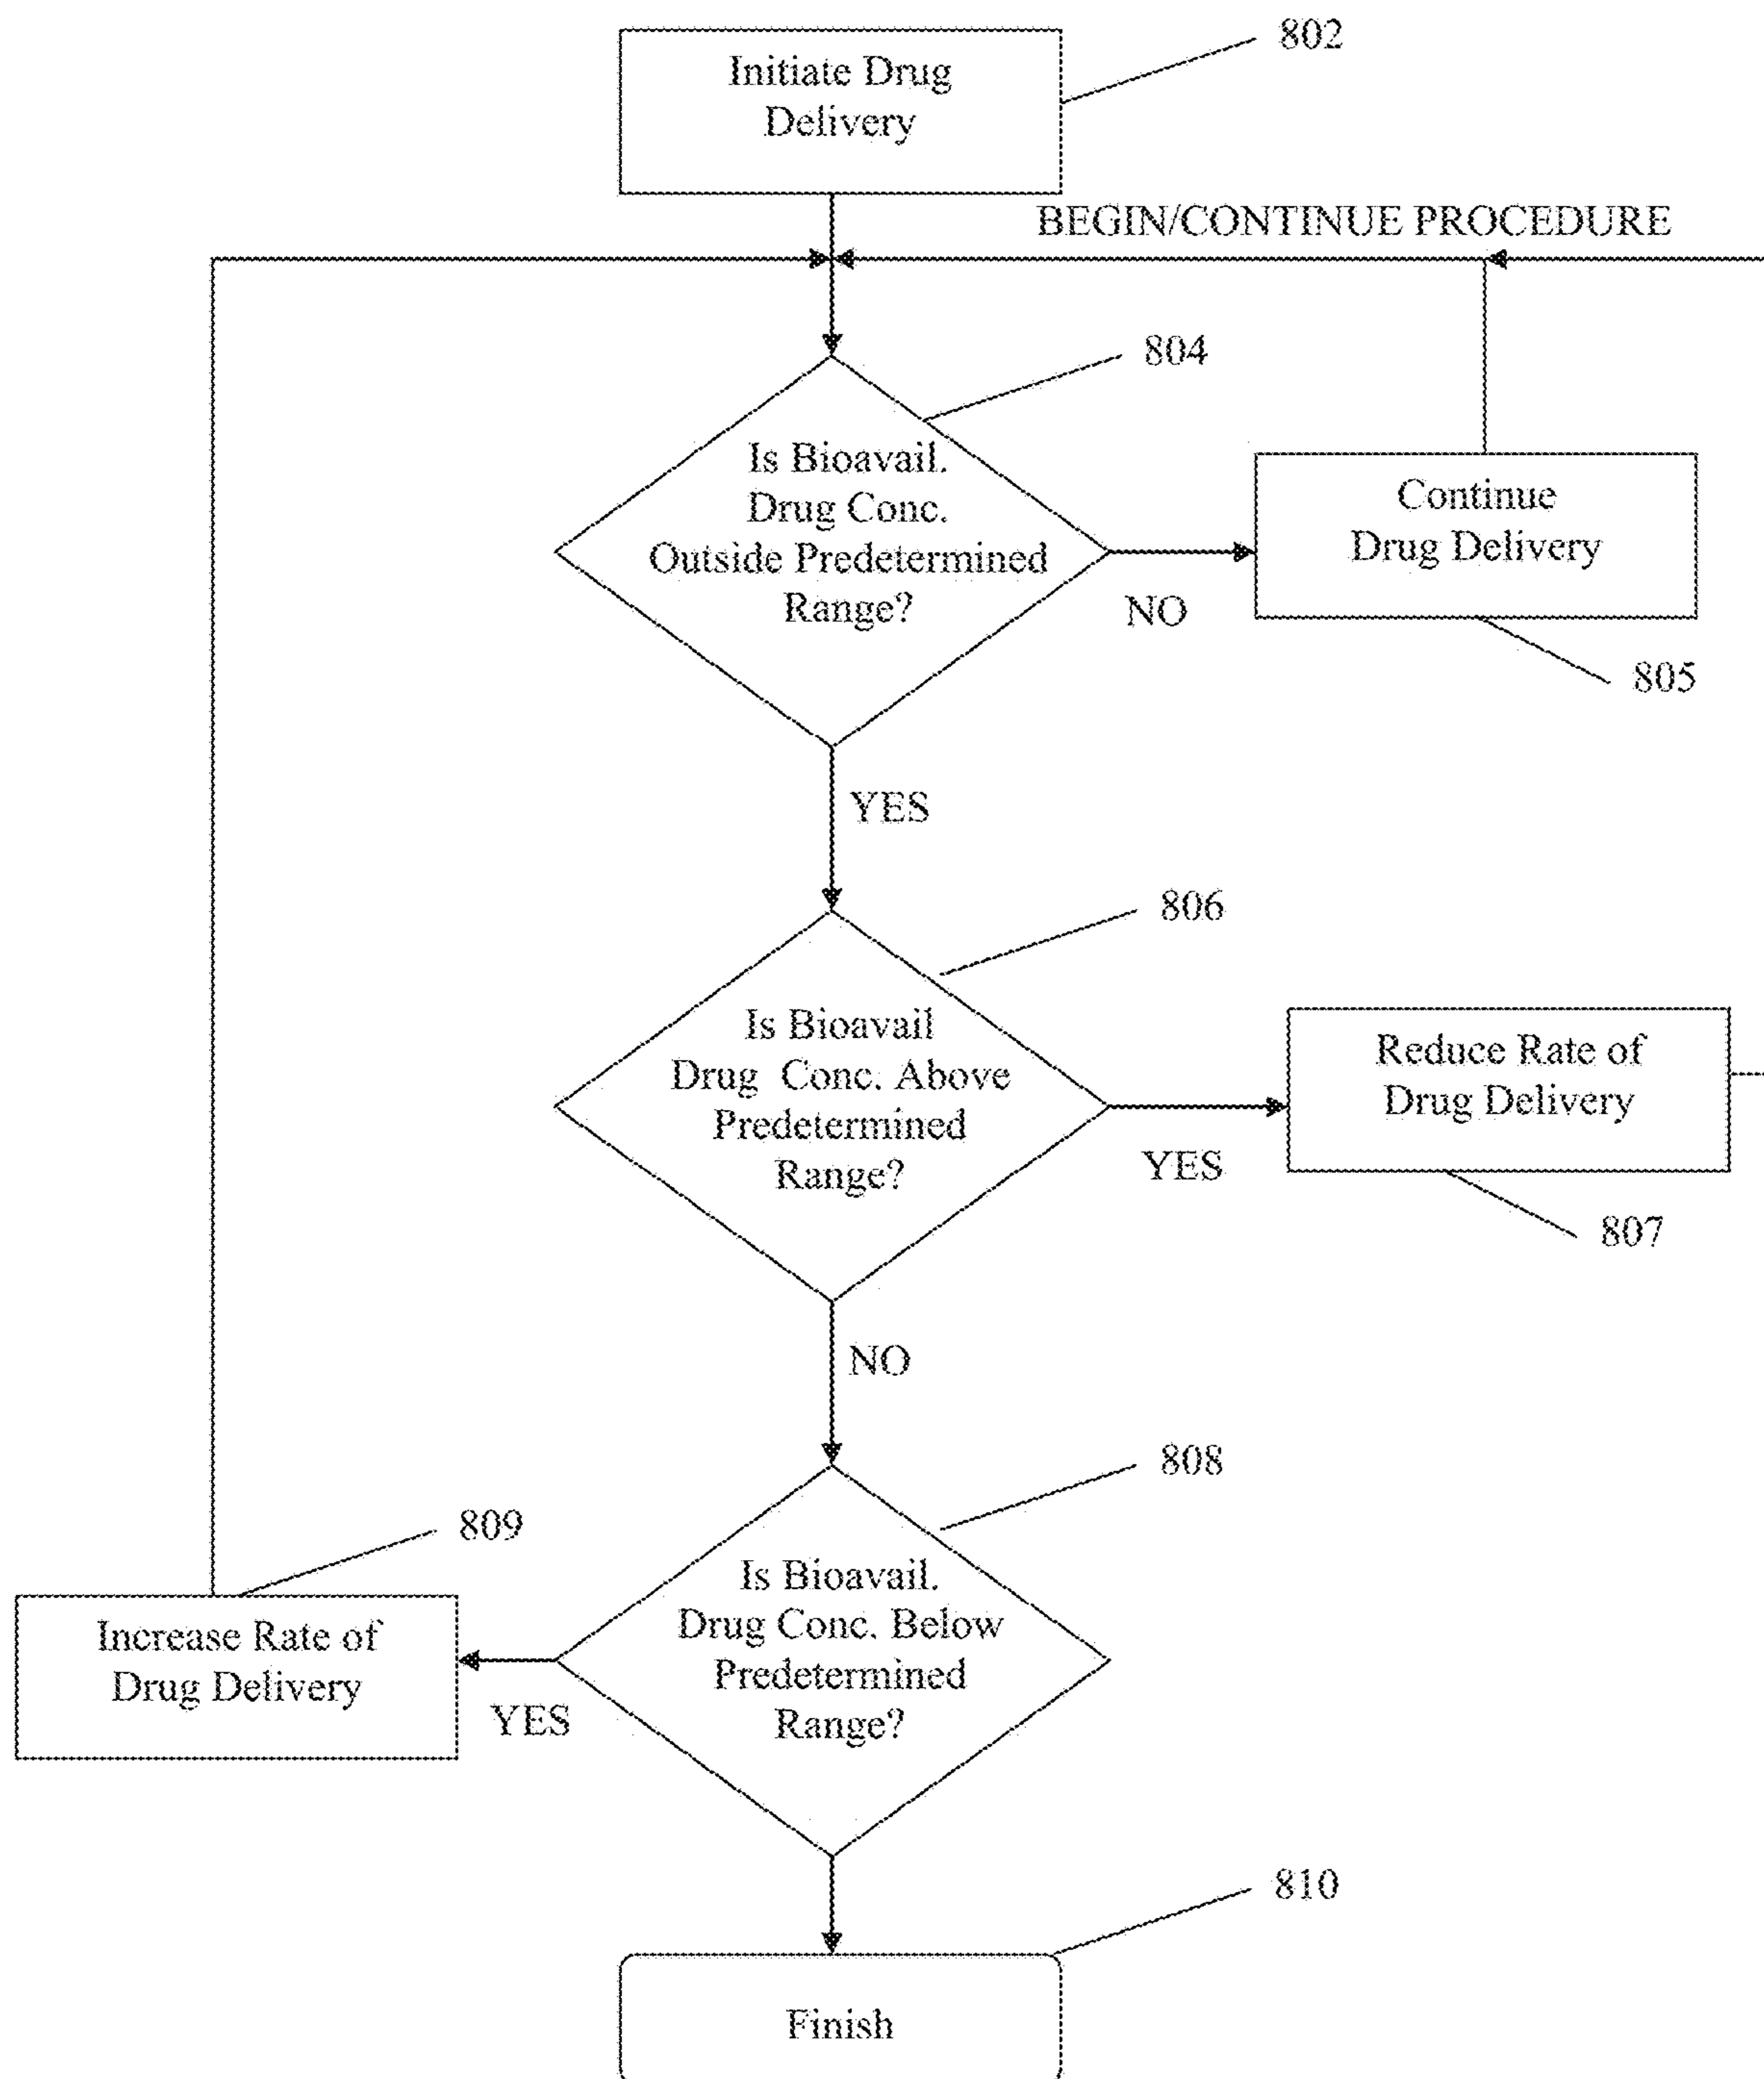 802
Initiate Drug
Delivery
BEGIN/CONTINUE PROCEDURE
804
Is Bioavail.
Drug Conc.
Outside Predetermined
Range?
NO
Continue
Drug Delivery
805
YES
806
Is Bioavail
Drug Conc. Above
Predetermined
Range?
YES
Reduce Rate of
Drug Delivery
807
NO
808
Is Bioavail.
Drug Conc. Below
Predetermined
Range?
809
Increase Rate of
Drug Delivery
YES
810
Finish